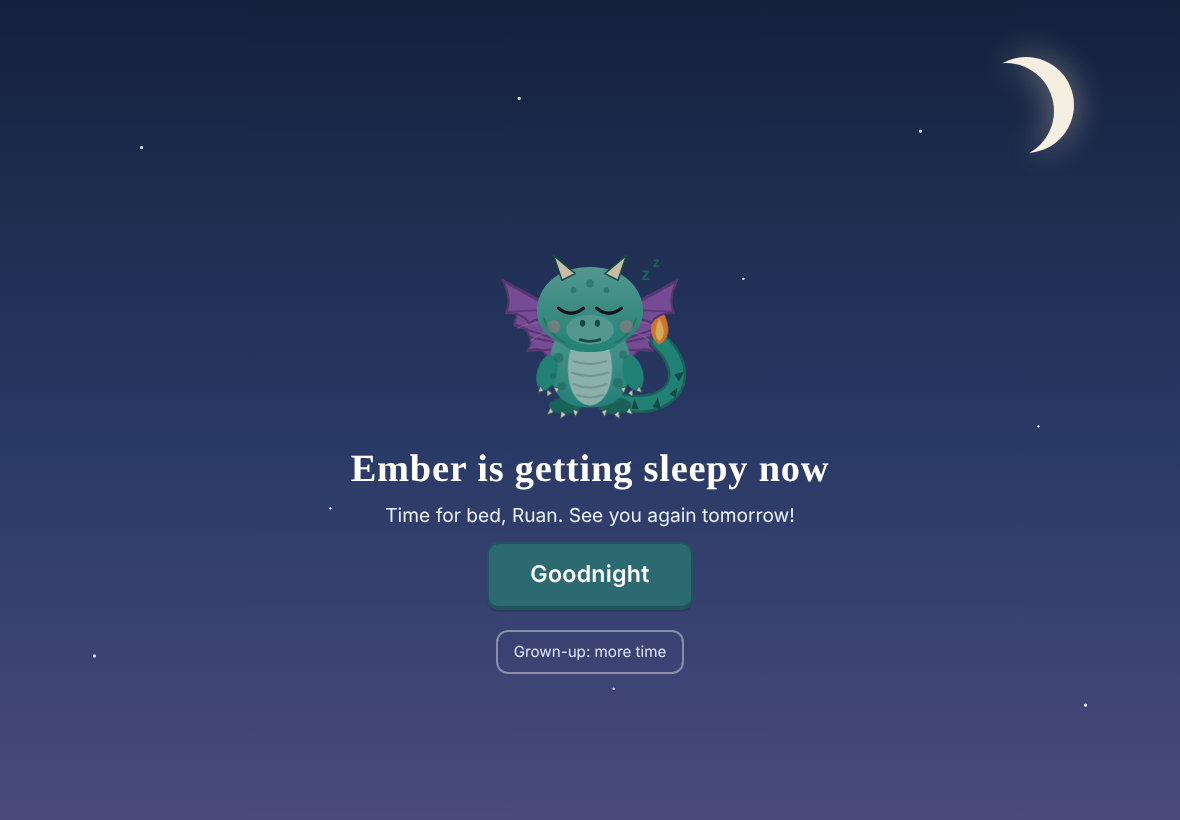 z
z
Ember is getting sleepy now
Time for bed, Ruan. See you again tomorrow!
Goodnight
Grown-up: more time